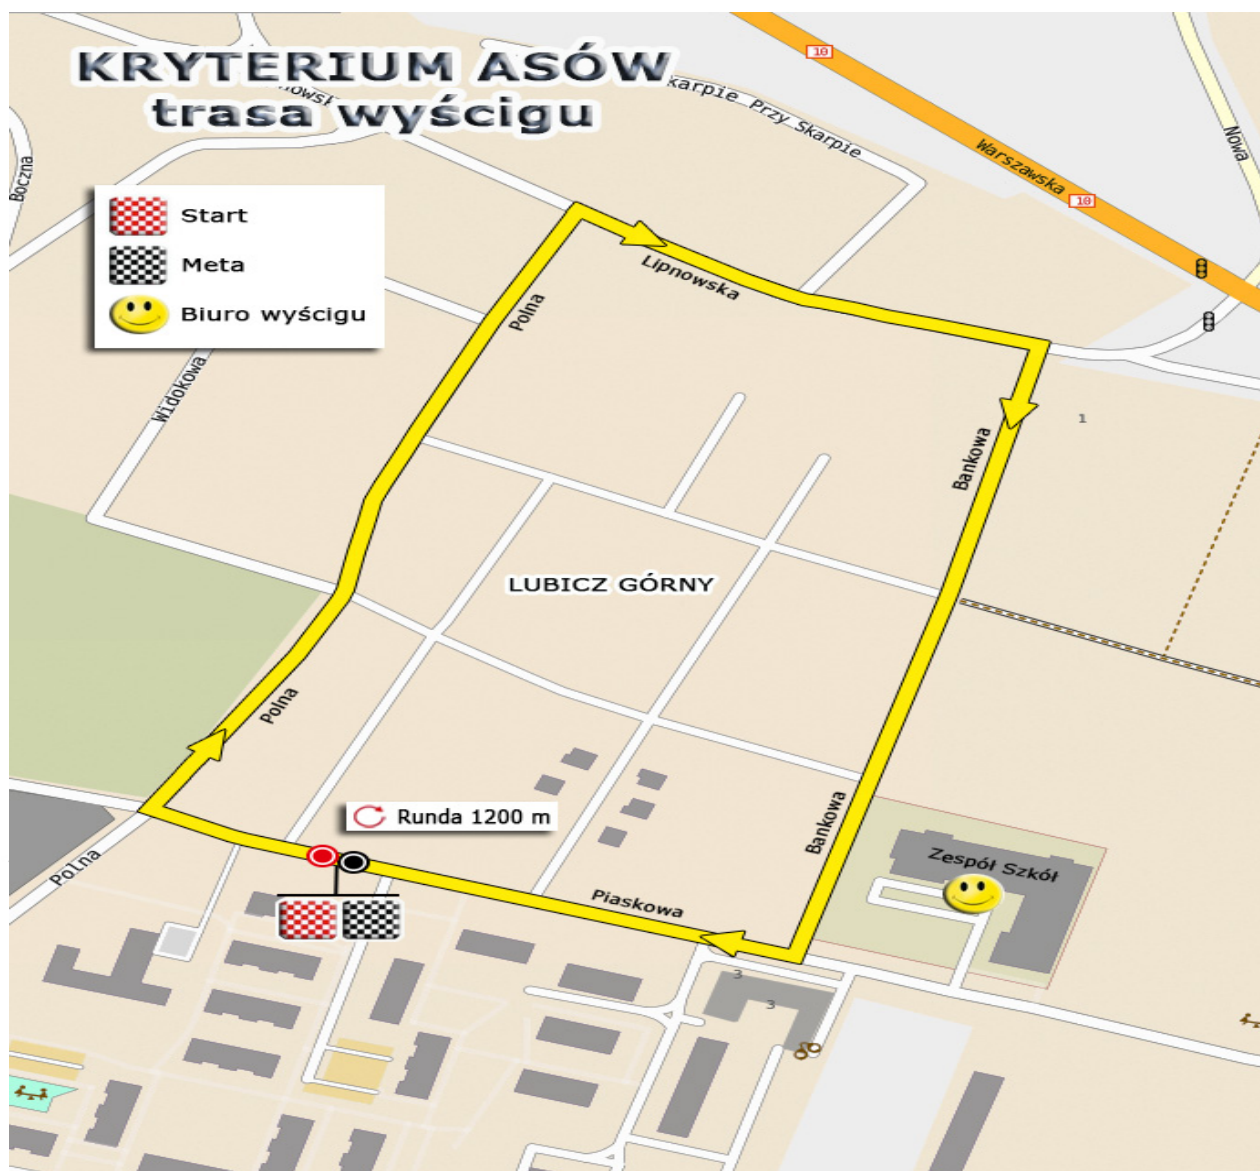 KRYTERIUM ASÓW
trasa wyścigu
Przy Skarpie
10
Warszawska
10
Nowa
Boczna
Start
Meta
Biuro wyścigu
Lipnowska
Polna
Widokowa
1
Bankowa
LUBICZ GÓRNY
Polna
Runda 1200 m
Bankowa
Polna
Zespół Szkół
Piaskowa
3
3